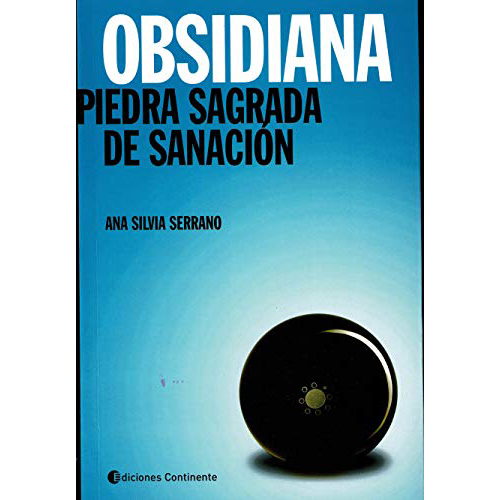 OBSIDIANA
PIEDRA SAGRADA
DE SANACIÓN
ANA SILVIA SERRANO
Ediciones Continente